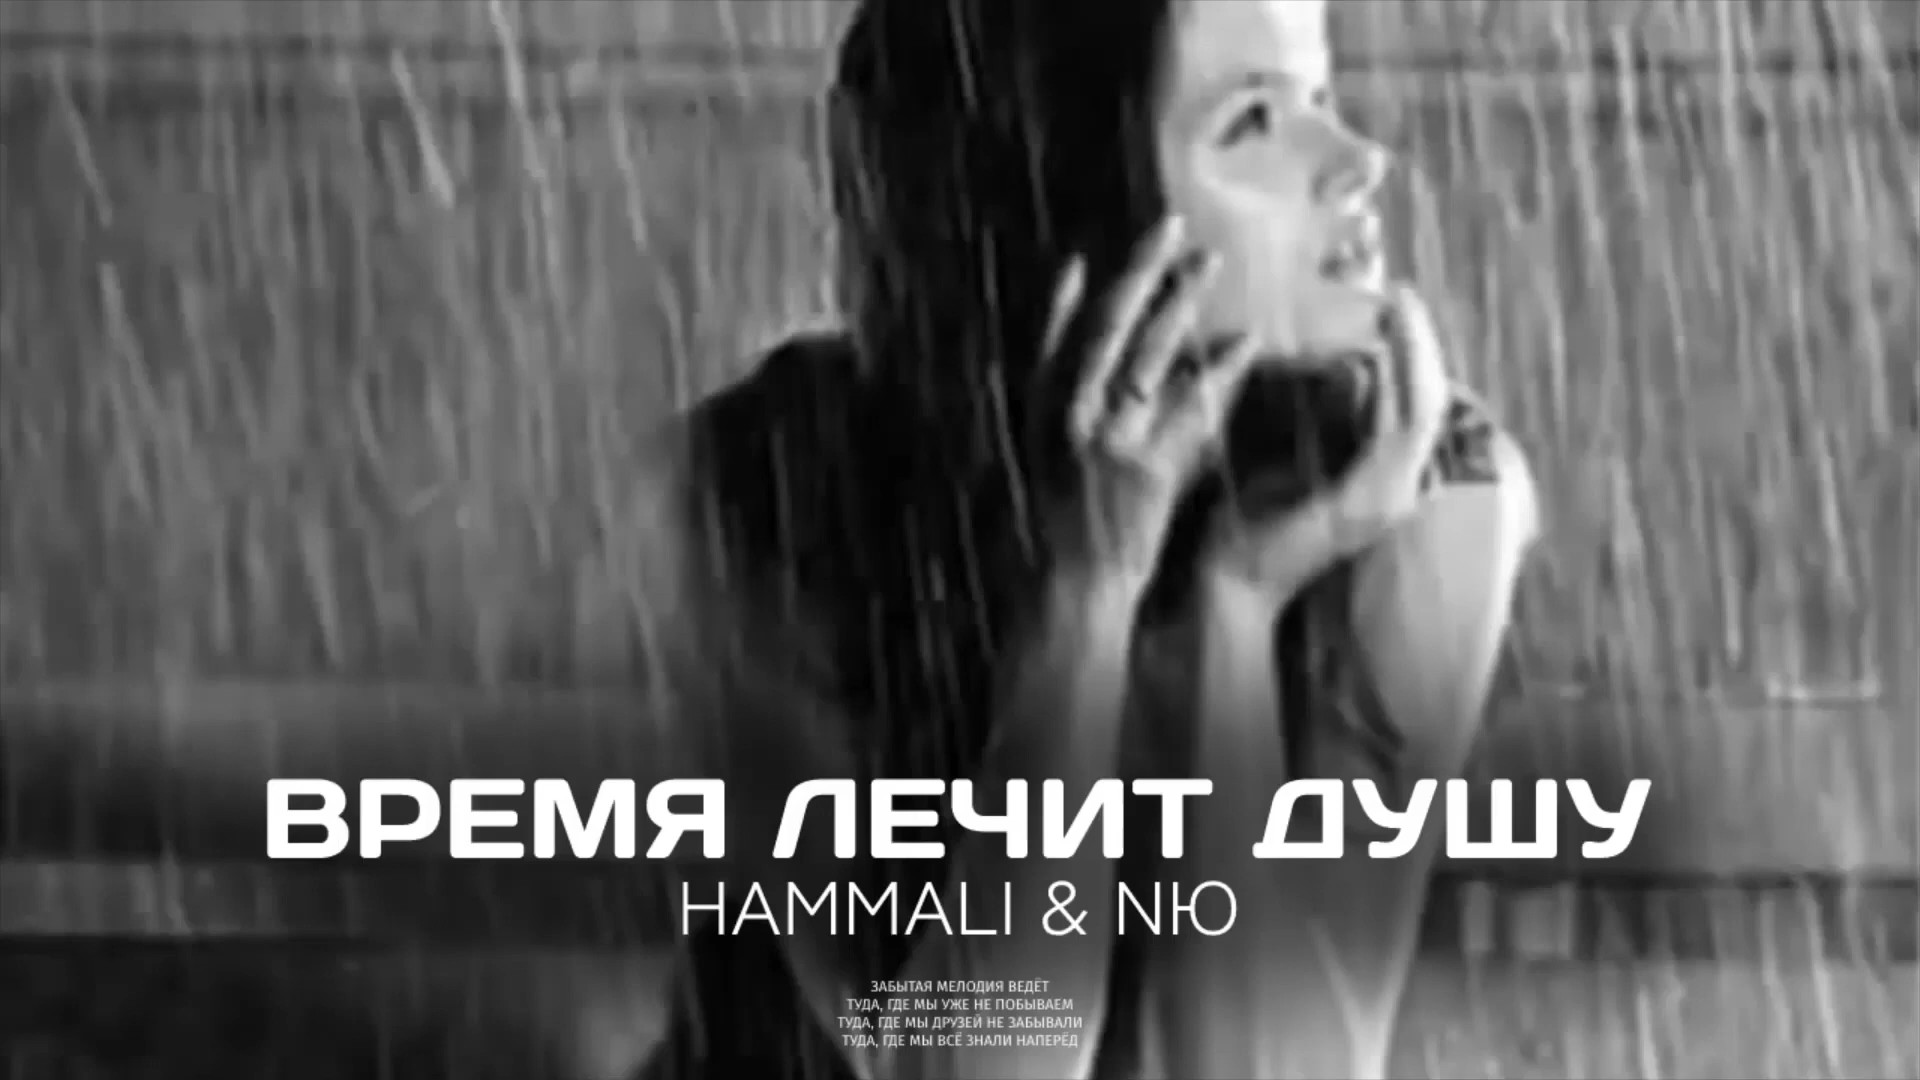 ВРЕМЯ ЛЕЧИТ ДУШУ
HAMMALI & NЮ
ЗАБЫТАЯ МЕЛОДИЯ ВЕДЁТ
ТУДА, ГДЕ МЫ УЖЕ НЕ ПОБЫВАЕМ
ТУДА, ГДЕ МЫ ДРУЗЕЙ НЕ ЗАБЫВАЛИ
ТУДА, ГДЕ МЫ ВСЁ ЗНАЛИ НАПЕРЁД